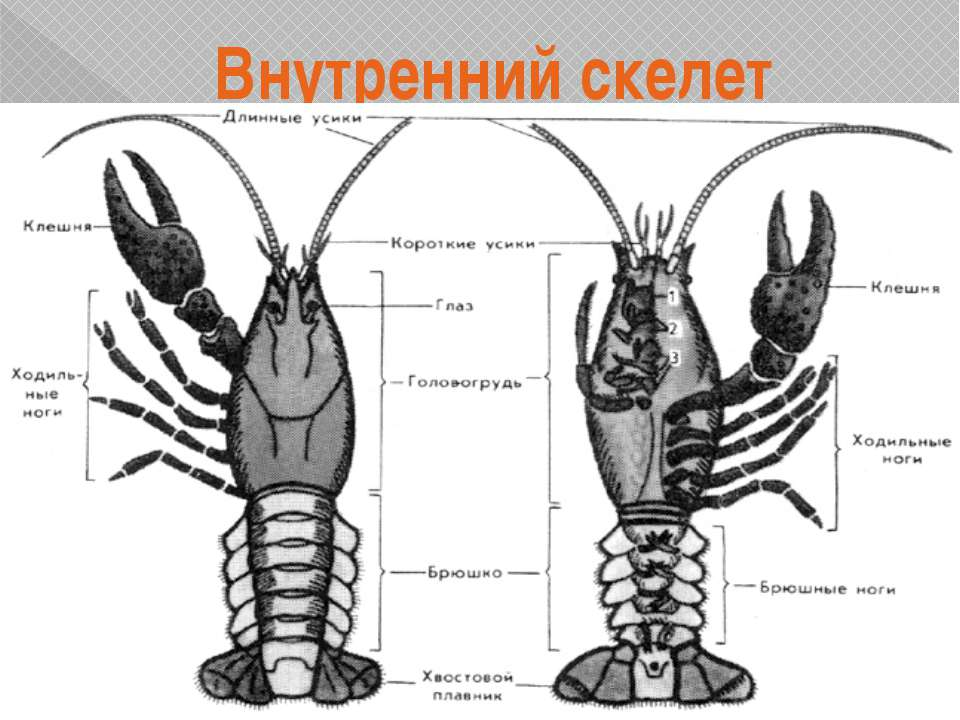 Внутренний скелет
Длинные усики
Клешня
Короткие усики
Глаз
Клешня
1
2
3
Ходиль-
ные
ноги
Головогрудь
Ходильные
ноги
Брюшко
Брюшные ноги
Хвостовой
плавник